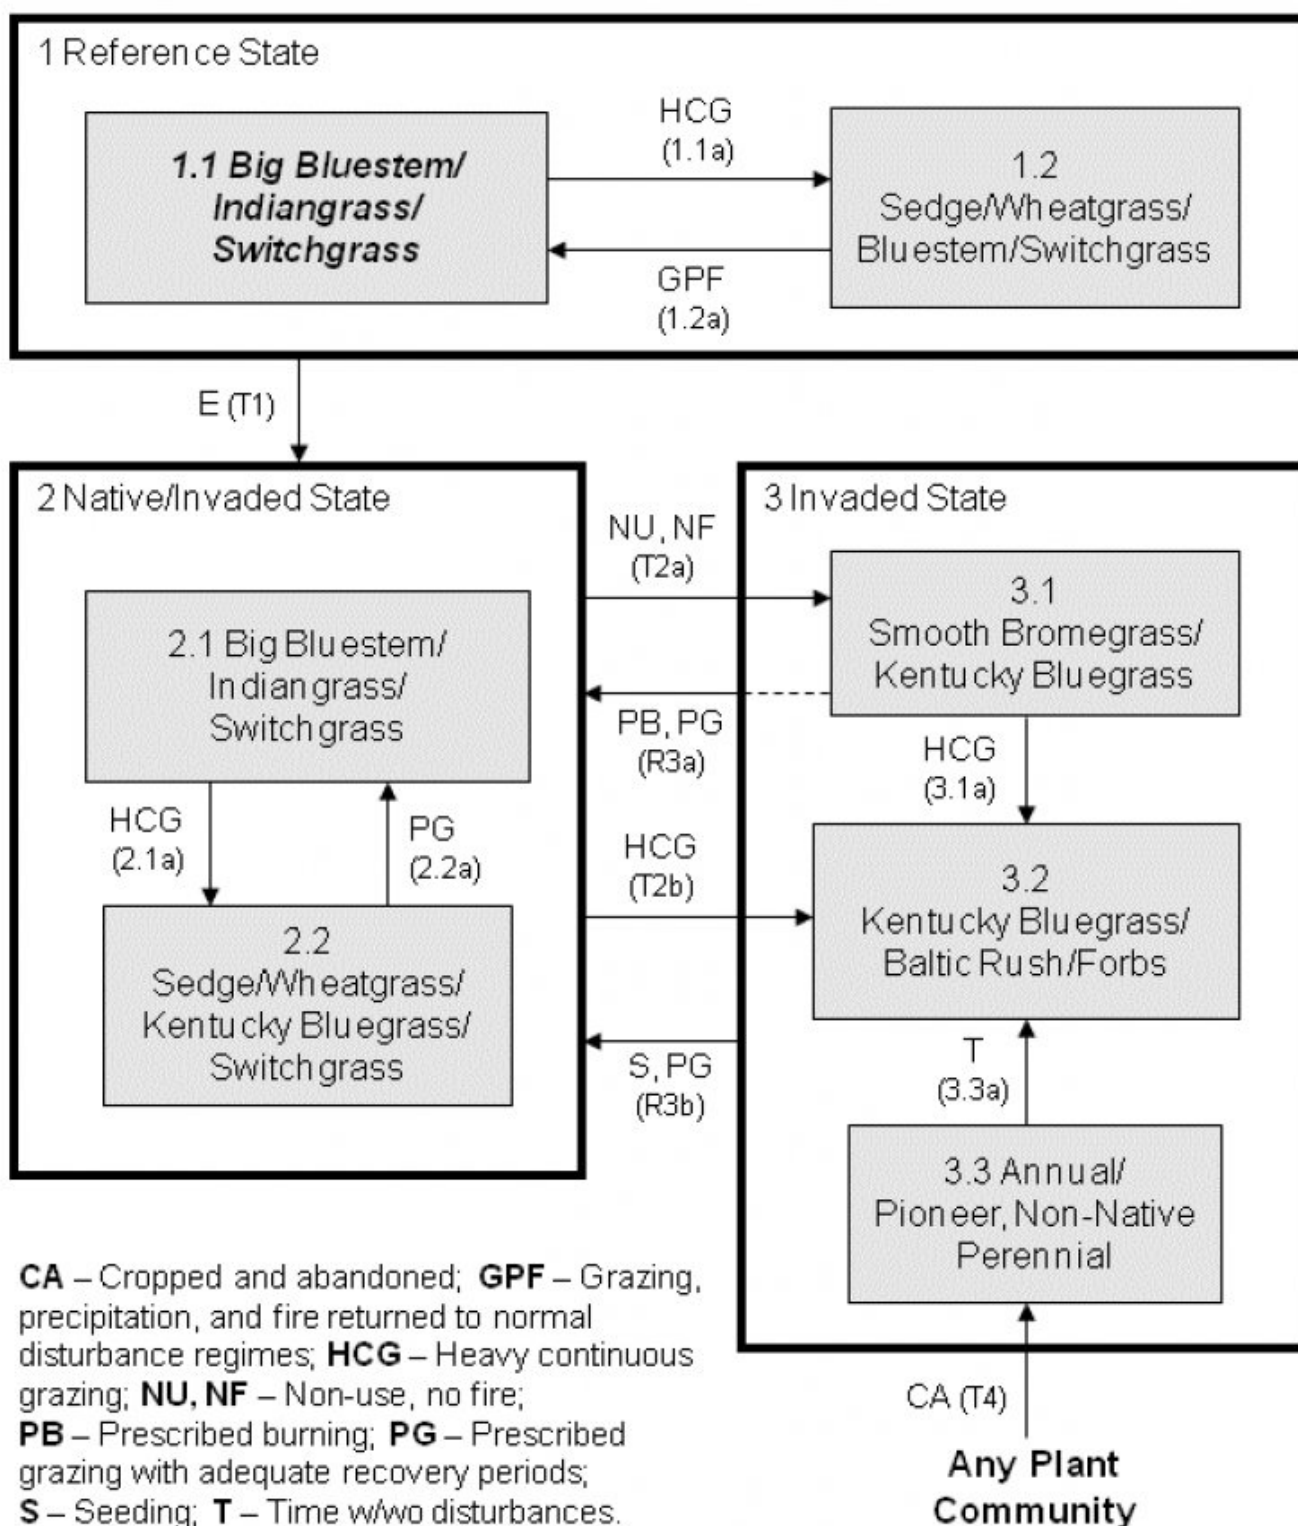 1 Reference State
1.1 Big Bluestem/
Indiangrass/
Switchgrass
HCG
(1.1a)
GPF
(1.2a)
1.2
Sedge/Wheatgrass/
Bluestem/Switchgrass
E (T1)
2 Native/Invaded State
2.1 Big Bluestem/
Indiangrass/
Switchgrass
HCG
(2.1a)
PG
(2.2a)
2.2
Sedge/Wheatgrass/
Kentucky Bluegrass/
Switchgrass
NU, NF
(T2a)
PB, PG
(R3a)
HCG
(T2b)
S, PG
(R3b)
3 Invaded State
3.1
Smooth Bromegrass/
Kentucky Bluegrass
HCG
(3.1a)
3.2
Kentucky Bluegrass/
Baltic Rush/Forbs
T
(3.3a)
3.3 Annual/
Pioneer, Non-Native
Perennial
CA (T4)
Any Plant
Community
CA – Cropped and abandoned; GPF – Grazing,
precipitation, and fire returned to normal
disturbance regimes; HCG – Heavy continuous
grazing; NU, NF – Non-use, no fire;
PB – Prescribed burning; PG – Prescribed
grazing with adequate recovery periods;
S – Seeding; T – Time w/wo disturbances.